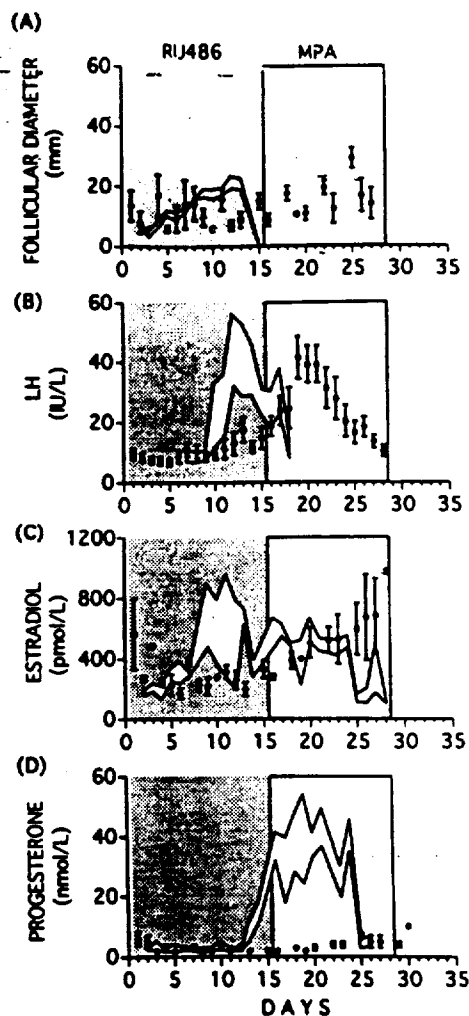 (A)
RU486 MPA
FOLLICULAR DIAMETER
(mm)
60
40
20
0
0 5 10 15 20 25 30 35
(B)
LH
(IU/L)
60
40
20
0
0 5 10 15 20 25 30 35
(C)
ESTRADIOL
(pmol/L)
1200
800
400
0
0 5 10 15 20 25 30 35
(D)
PROGESTERONE
(nmol/L)
60
40
20
0
0 5 10 15 20 25 30 35
DAYS